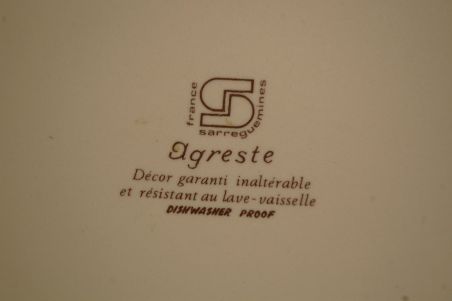 france
sarreguemines
Agreste
Décor garanti inaltérable
et résistant au lave-vaisselle
DISHWASHER PROOF